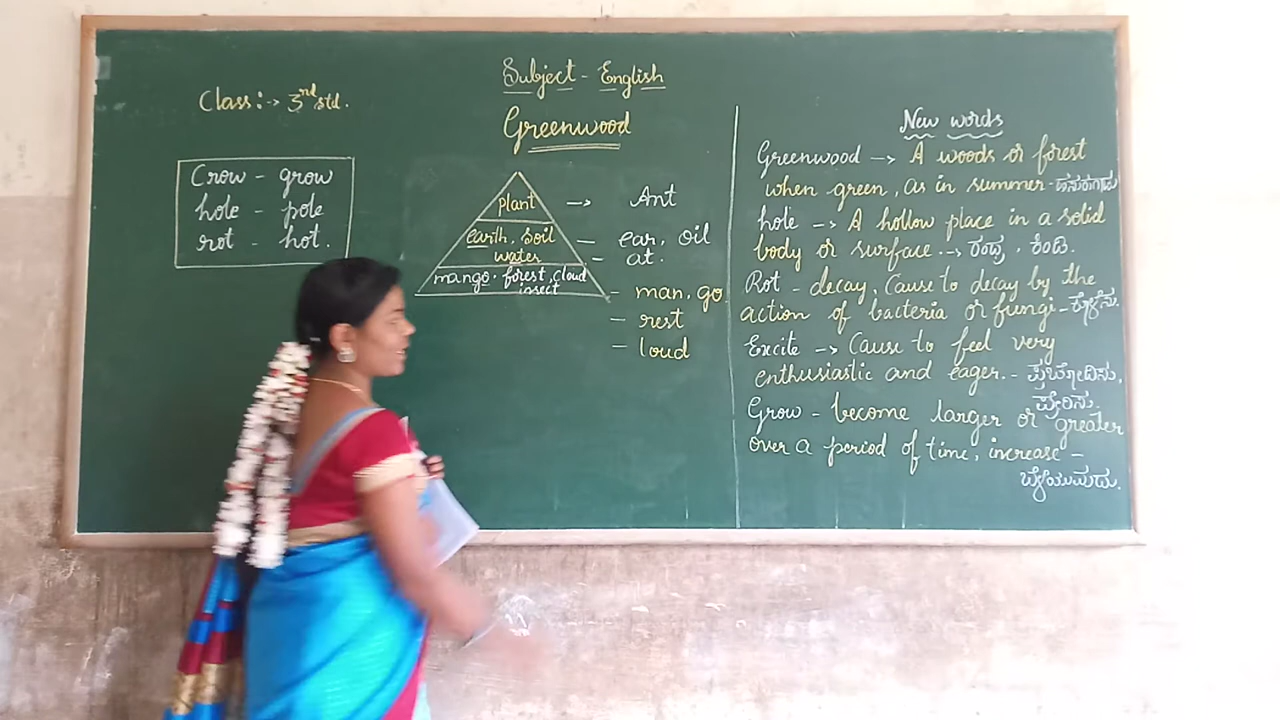 Subject - English
Class :-> 3nd std.
Greenwood
Crow - grow
hole - pole
rot - hot.
plant -> Ant
earth, soil - ear, oil
water - at.
mango. forest, cloud
insect
- man, go
- rest
- loud
New words
Greenwood -> A woods or forest
when green, as in summer -
hole -> A hollow place in a solid
body or surface. -> ರಂಧ್ರ, ಕಿಂಡಿ.
Rot - decay, Cause to decay by the
action of bacteria or fungi - ಕೊಳೆಸು.
Excite -> Cause to feel very
enthusiastic and eager. - ಪ್ರಚೋದಿಸು,
ಪ್ರೇರಿಸು.
Grow - become larger or greater
over a period of time, increase -